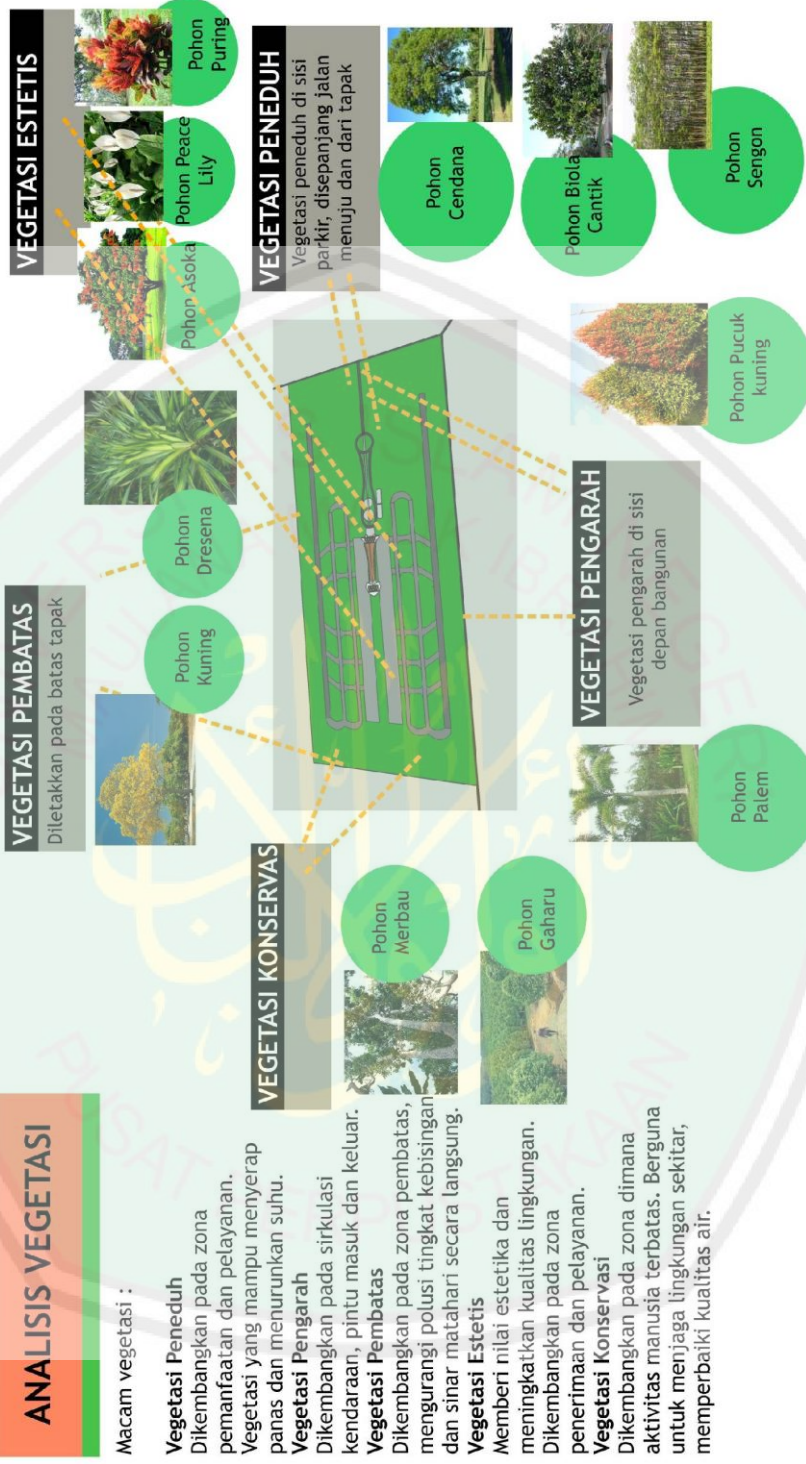 ANALISIS VEGETASI
Macam vegetasi :
Vegetasi Peneduh
Dikembangkan pada zona
pemanfaatan dan pelayanan.
Vegetasi yang mampu menyerap
panas dan menurunkan suhu.
Vegetasi Pengarah
Dikembangkan pada sirkulasi
kendaraan, pintu masuk dan keluar.
Vegetasi Pembatas
Dikembangkan pada zona pembatas,
mengurangi polusi tingkat kebisingan
dan sinar matahari secara langsung.
Vegetasi Estetis
Memberi nilai estetika dan
meningkatkan kualitas lingkungan.
Dikembangkan pada zona
penerimaan dan pelayanan.
Vegetasi Konservasi
Dikembangkan pada zona dimana
aktivitas manusia terbatas. Berguna
untuk menjaga lingkungan sekitar,
memperbaiki kualitas air.
VEGETASI PEMBATAS
Diletakkan pada batas tapak
Pohon
Kuning
Pohon
Dresena
VEGETASI KONSERVAS
Pohon
Merbau
Pohon
Gaharu
VEGETASI ESTETIS
Pohon Asoka
Pohon Peace
Lily
Pohon
Puring
VEGETASI PENEDUH
Vegetasi peneduh di sisi
parkir, disepanjang jalan
menuju dan dari tapak
Pohon
Cendana
Pohon Biola
Cantik
Pohon
Sengon
VEGETASI PENGARAH
Vegetasi pengarah di sisi
depan bangunan
Pohon
Palem
Pohon Pucuk
kuning
PUSAT PERPUSTAKAAN